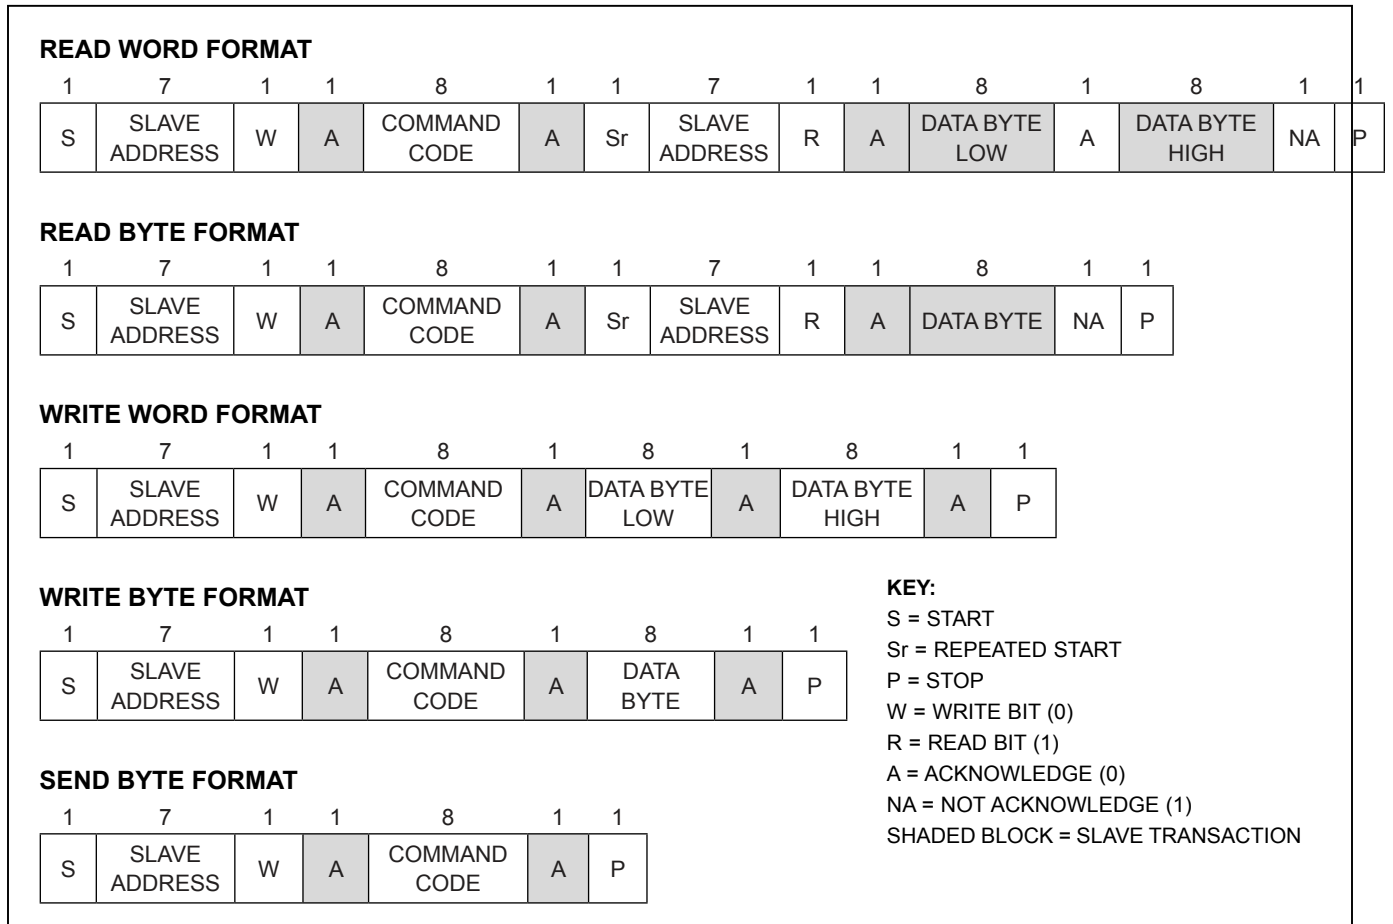 READ WORD FORMAT
1 7 1 1 8 1 1 7 1 1 8 1 8 1 1
S SLAVE ADDRESS W A COMMAND CODE A Sr SLAVE ADDRESS R A DATA BYTE LOW A DATA BYTE HIGH NA P
READ BYTE FORMAT
1 7 1 1 8 1 1 7 1 1 8 1 1
S SLAVE ADDRESS W A COMMAND CODE A Sr SLAVE ADDRESS R A DATA BYTE NA P
WRITE WORD FORMAT
1 7 1 1 8 1 8 1 8 1 1
S SLAVE ADDRESS W A COMMAND CODE A DATA BYTE LOW A DATA BYTE HIGH A P
WRITE BYTE FORMAT
1 7 1 1 8 1 8 1 1
S SLAVE ADDRESS W A COMMAND CODE A DATA BYTE A P
SEND BYTE FORMAT
1 7 1 1 8 1 1
S SLAVE ADDRESS W A COMMAND CODE A P
KEY:
S = START
Sr = REPEATED START
P = STOP
W = WRITE BIT (0)
R = READ BIT (1)
A = ACKNOWLEDGE (0)
NA = NOT ACKNOWLEDGE (1)
SHADED BLOCK = SLAVE TRANSACTION